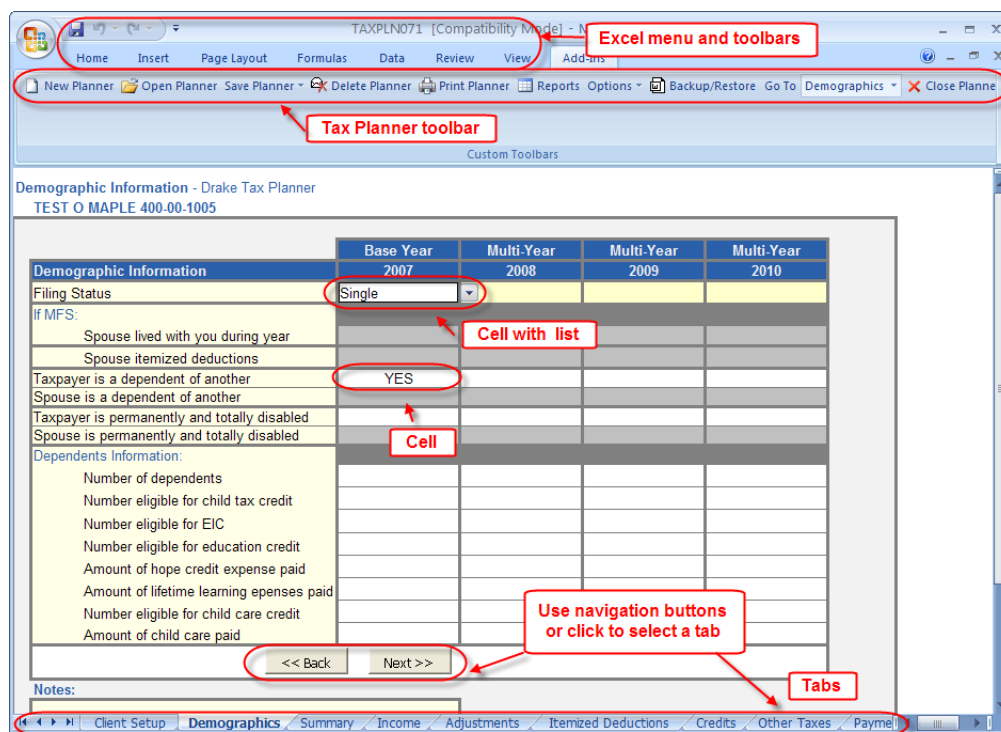 TAXPLN071 [Compatibility Mode] - M
Excel menu and toolbars
Home Insert Page Layout Formulas Data Review View Add-Ins
New Planner Open Planner Save Planner Delete Planner Print Planner Reports Options Backup/Restore Go To Demographics Close Planne
Tax Planner toolbar
Custom Toolbars
Demographic Information - Drake Tax Planner
TEST O MAPLE 400-00-1005
Base Year Multi-Year Multi-Year Multi-Year
Demographic Information 2007 2008 2009 2010
Filing Status Single
If MFS:
Cell with list
Spouse lived with you during year
Spouse itemized deductions
Taxpayer is a dependent of another YES
Spouse is a dependent of another
Taxpayer is permanently and totally disabled
Spouse is permanently and totally disabled
Cell
Dependents Information:
Number of dependents
Number eligible for child tax credit
Number eligible for EIC
Number eligible for education credit
Amount of hope credit expense paid
Amount of lifetime learning epenses paid
Number eligible for child care credit
Amount of child care paid
Use navigation buttons
or click to select a tab
<< Back Next >>
Tabs
Notes:
Client Setup Demographics Summary Income Adjustments Itemized Deductions Credits Other Taxes Payme